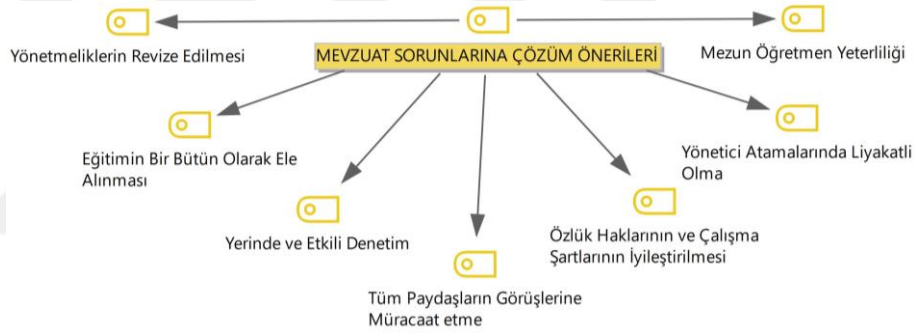 Yönetmeliklerin Revize Edilmesi
MEVZUAT SORUNLARINA ÇÖZÜM ÖNERİLERİ
Mezun Öğretmen Yeterliliği
Eğitimin Bir Bütün Olarak Ele
Alınması
Yönetici Atamalarında Liyakatli
Olma
Yerinde ve Etkili Denetim
Özlük Haklarının ve Çalışma
Şartlarının İyileştirilmesi
Tüm Paydaşların Görüşlerine
Müracaat etme